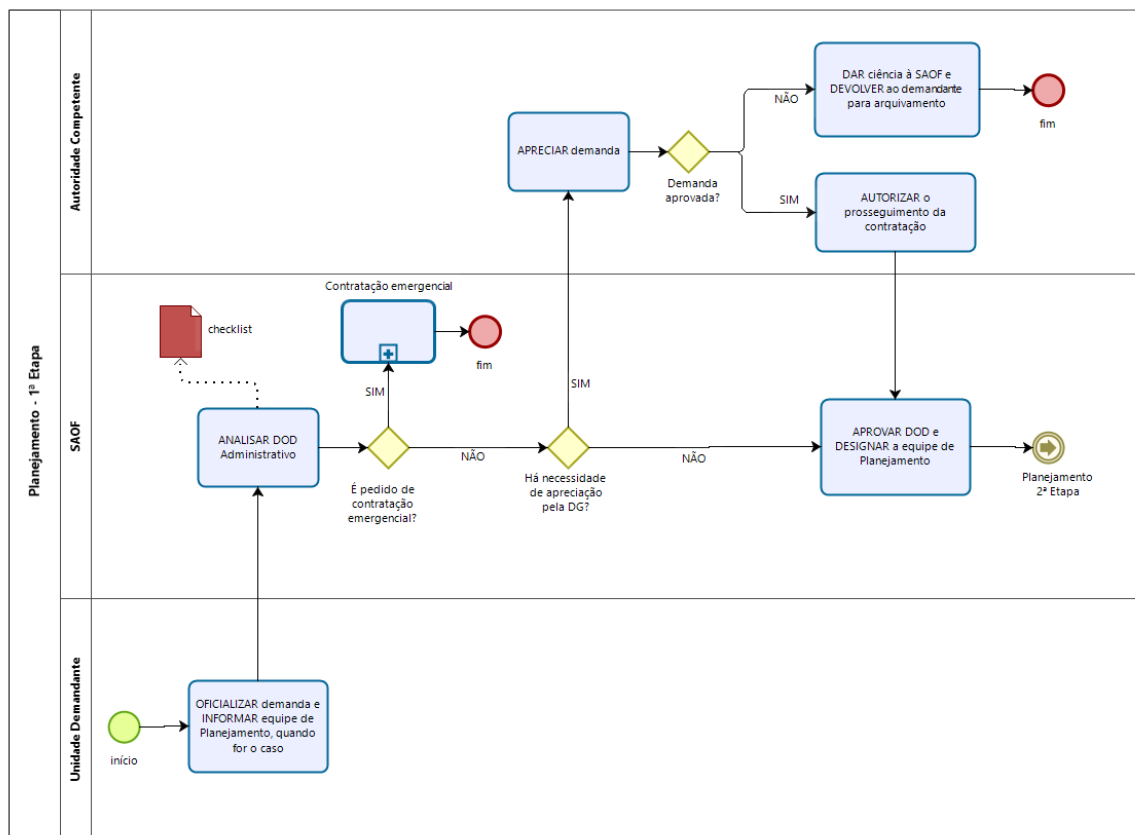 Planejamento - 1ª Etapa
Autoridade Competente
APRECIAR demanda
Demanda
aprovada?
NÃO
DAR ciência à SAOF e
DEVOLVER ao demandante
para arquivamento
fim
SIM
AUTORIZAR o
prosseguimento da
contratação
SAOF
checklist
ANALISAR DOD
Administrativo
Contratação emergencial
fim
SIM
É pedido de
contratação
emergencial?
NÃO
SIM
Há necessidade
de apreciação
pela DG?
NÃO
APROVAR DOD e
DESIGNAR a equipe de
Planejamento
Planejamento
2ª Etapa
Unidade Demandante
início
OFICIALIZAR demanda e
INFORMAR equipe de
Planejamento, quando
for o caso